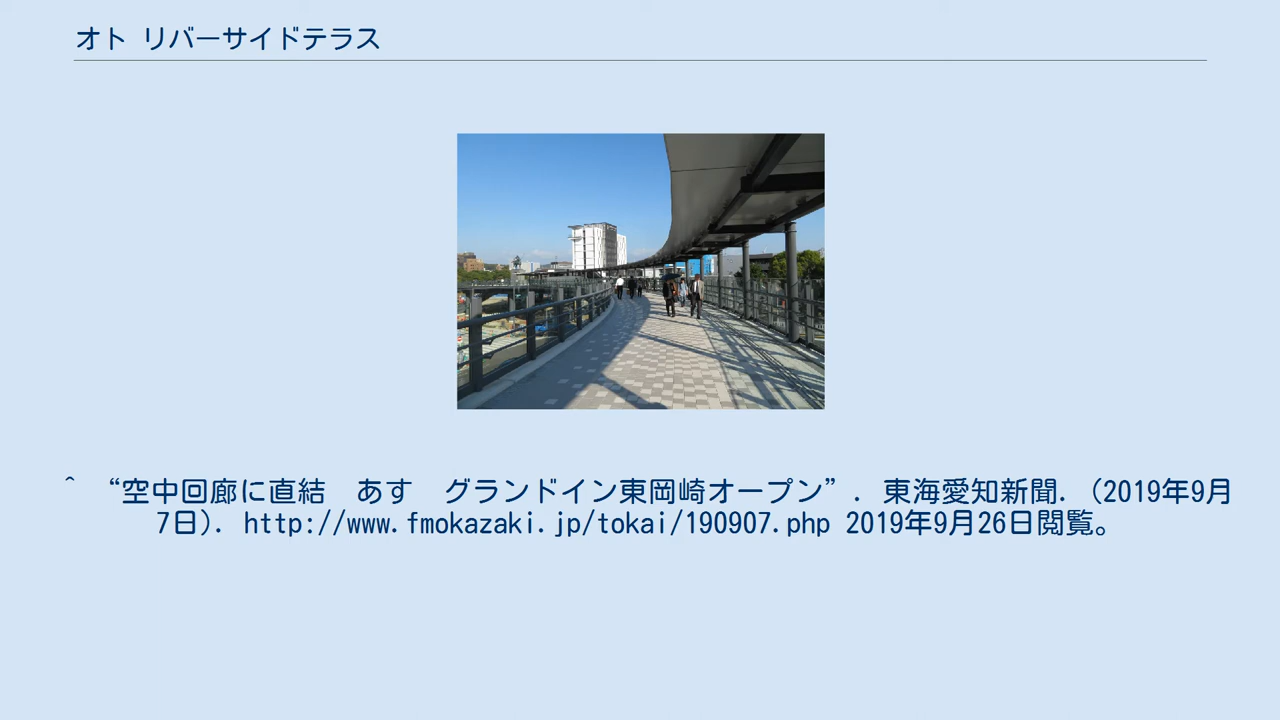 オト リバーサイドテラス
^ “空中回廊に直結　あす　グランドイン東岡崎オープン”. 東海愛知新聞. (2019年9月
7日). http://www.fmokazaki.jp/tokai/190907.php 2019年9月26日閲覧。